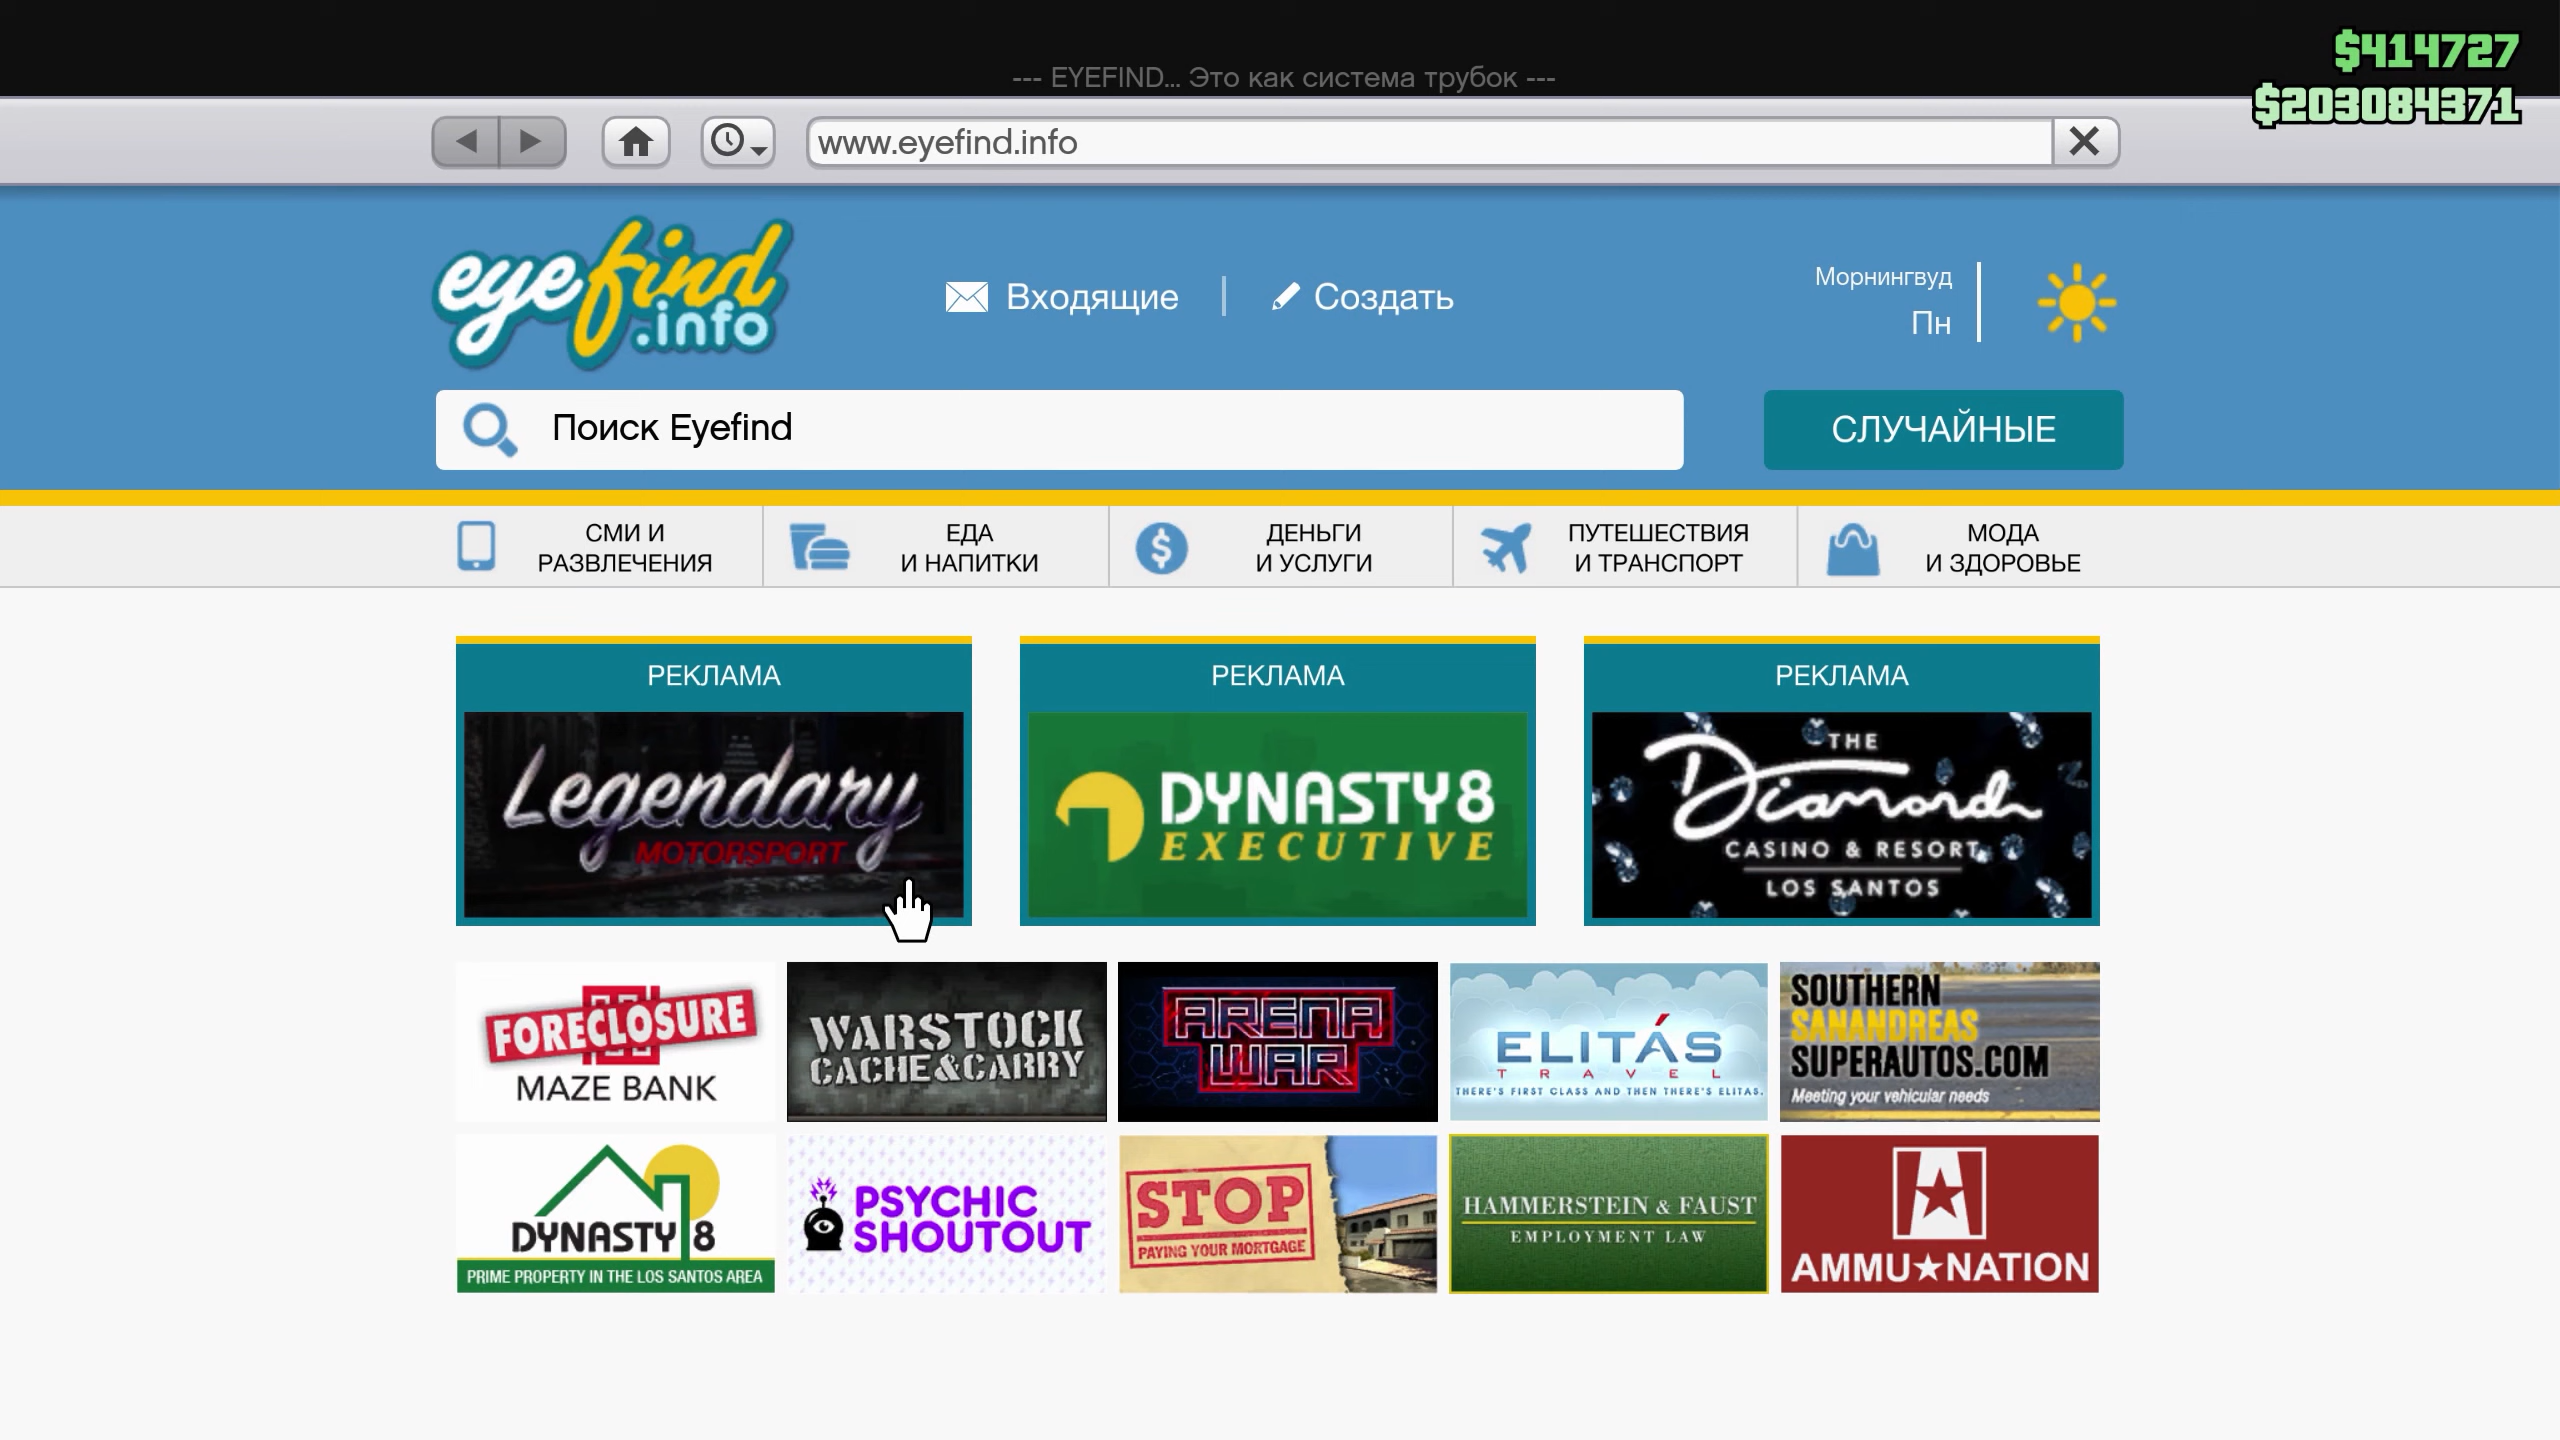 $414727
--- EYEFIND... Это как система трубок ---
$203084371
www.eyefind.info
eyefind
.info
Входящие
Создать
Морнингвуд
Пн
Поиск Eyefind
СЛУЧАЙНЫЕ
СМИ И
РАЗВЛЕЧЕНИЯ
ЕДА
И НАПИТКИ
ДЕНЬГИ
И УСЛУГИ
ПУТЕШЕСТВИЯ
И ТРАНСПОРТ
МОДА
И ЗДОРОВЬЕ
РЕКЛАМА
Legendary
MOTORSPORT
РЕКЛАМА
DYNASTY 8
EXECUTIVE
РЕКЛАМА
THE
Diamond
CASINO & RESORT
LOS SANTOS
FORECLOSURE
MAZE BANK
WARSTOCK
CACHE & CARRY
ARENA
WAR
ELITÁS
TRAVEL
THERE'S FIRST CLASS AND THEN THERE'S ELITAS.
SOUTHERN
SANANDREAS
SUPERAUTOS.COM
Meeting your vehicular needs
DYNASTY 8
PRIME PROPERTY IN THE LOS SANTOS AREA
PSYCHIC
SHOUTOUT
STOP
PAYING YOUR MORTGAGE
HAMMERSTEIN & FAUST
EMPLOYMENT LAW
AMMU★NATION